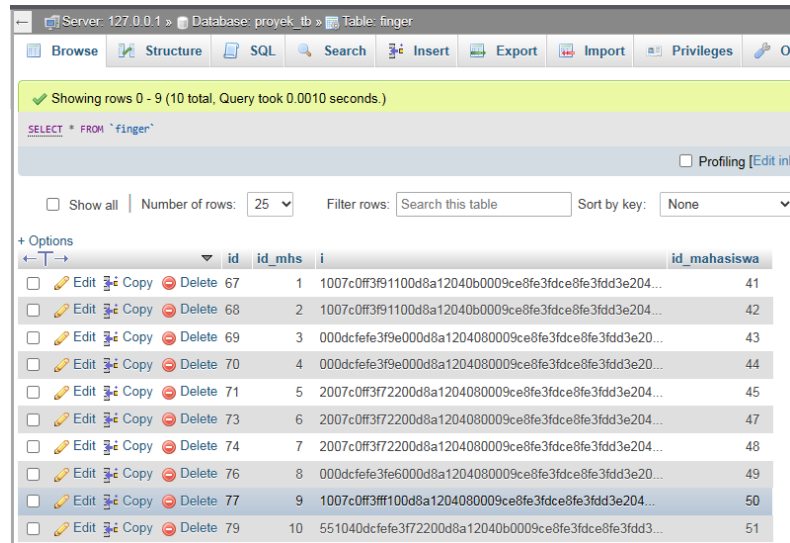 Server: 127.0.0.1 » Database: proyek_tb » Table: finger
Browse Structure SQL Search Insert Export Import Privileges O
Showing rows 0 - 9 (10 total, Query took 0.0010 seconds.)
SELECT * FROM `finger`
Profiling [Edit inl
Show all Number of rows: 25 Filter rows: Search this table Sort by key: None
+ Options
←T→ id id_mhs i id_mahasiswa
Edit Copy Delete 67 1 1007c0ff3f91100d8a12040b0009ce8fe3fdce8fe3fdd3e204... 41
Edit Copy Delete 68 2 1007c0ff3f91100d8a12040b0009ce8fe3fdce8fe3fdd3e204... 42
Edit Copy Delete 69 3 000dcfefe3f9e000d8a1204080009ce8fe3fdce8fe3fdd3e20... 43
Edit Copy Delete 70 4 000dcfefe3f9e000d8a1204080009ce8fe3fdce8fe3fdd3e20... 44
Edit Copy Delete 71 5 2007c0ff3f72200d8a1204080009ce8fe3fdce8fe3fdd3e204... 45
Edit Copy Delete 73 6 2007c0ff3f72200d8a1204080009ce8fe3fdce8fe3fdd3e204... 47
Edit Copy Delete 74 7 2007c0ff3f72200d8a1204080009ce8fe3fdce8fe3fdd3e204... 48
Edit Copy Delete 76 8 000dcfefe3fe6000d8a1204080009ce8fe3fdce8fe3fdd3e20... 49
Edit Copy Delete 77 9 1007c0ff3fff100d8a1204080009ce8fe3fdce8fe3fdd3e204... 50
Edit Copy Delete 79 10 551040dcfefe3f72200d8a12040b0009ce8fe3fdce8fe3fdd3... 51